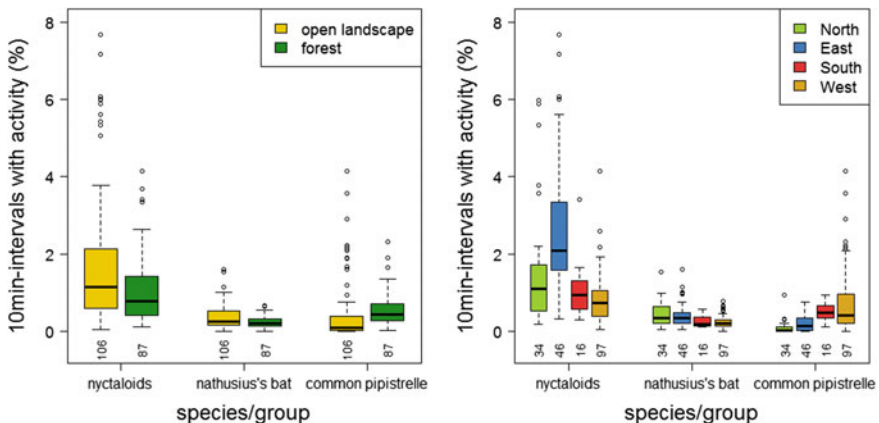 10min-intervals with activity (%)
8
6
4
2
0
open landscape
forest
106
87
106
87
106
87
nyctaloids
nathusius's bat
common pipistrelle
species/group
10min-intervals with activity (%)
8
6
4
2
0
North
East
South
West
34
46
16
97
34
46
16
97
34
46
16
97
nyctaloids
nathusius's bat
common pipistrelle
species/group